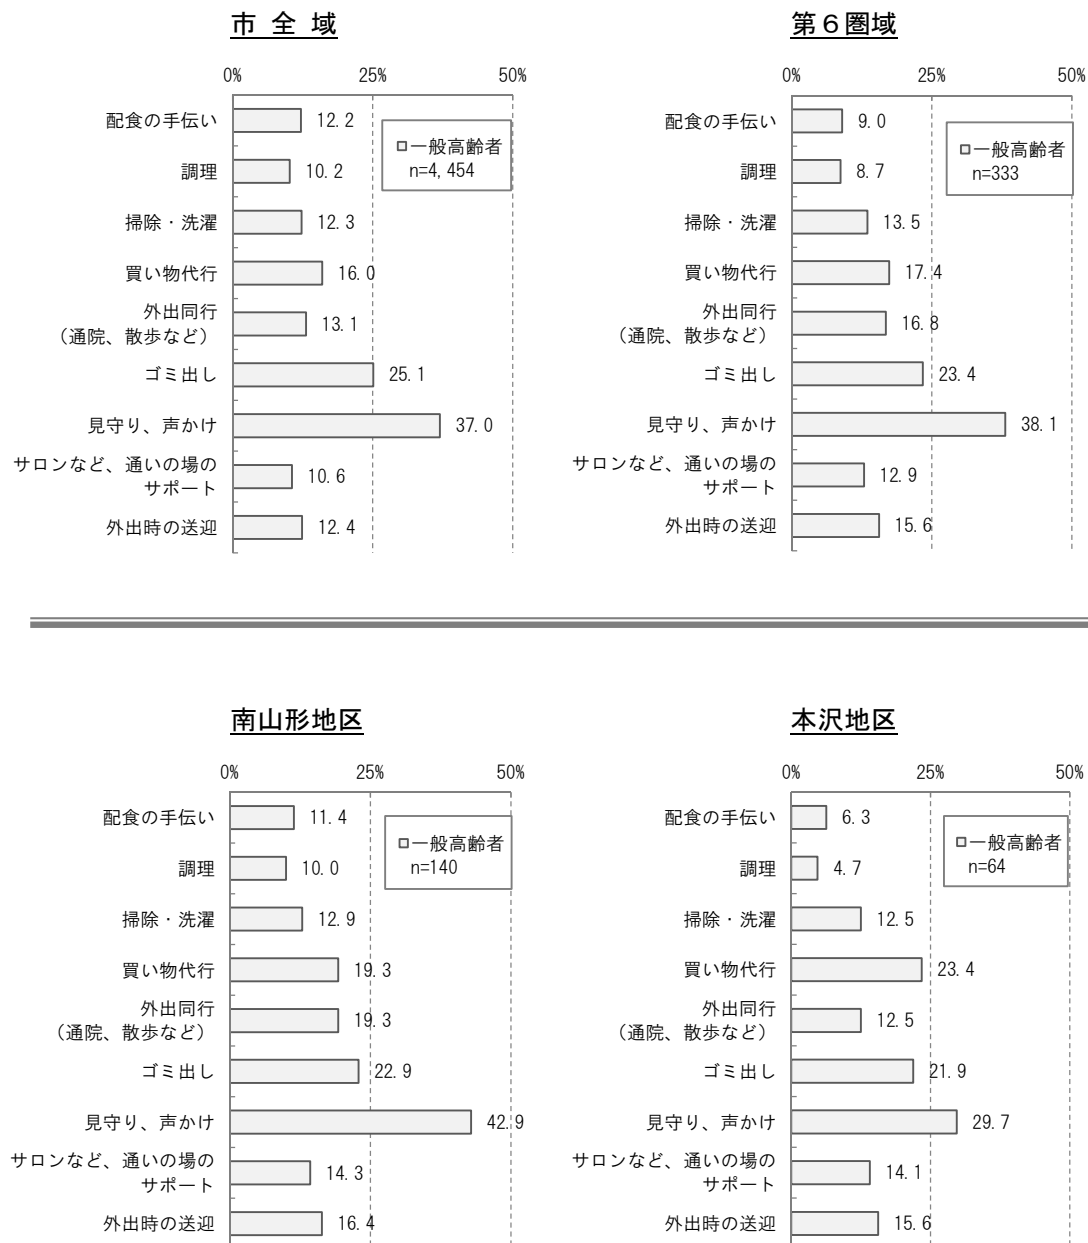 市 全 域
0% 25% 50%
配食の手伝い 12.2
調理 10.2
掃除・洗濯 12.3
買い物代行 16.0
外出同行
（通院、散歩など） 13.1
ゴミ出し 25.1
見守り、声かけ 37.0
サロンなど、通いの場の
サポート 10.6
外出時の送迎 12.4
一般高齢者
n=4,454
第６圏域
0% 25% 50%
配食の手伝い 9.0
調理 8.7
掃除・洗濯 13.5
買い物代行 17.4
外出同行
（通院、散歩など） 16.8
ゴミ出し 23.4
見守り、声かけ 38.1
サロンなど、通いの場の
サポート 12.9
外出時の送迎 15.6
一般高齢者
n=333
南山形地区
0% 25% 50%
配食の手伝い 11.4
調理 10.0
掃除・洗濯 12.9
買い物代行 19.3
外出同行
（通院、散歩など） 19.3
ゴミ出し 22.9
見守り、声かけ 42.9
サロンなど、通いの場の
サポート 14.3
外出時の送迎 16.4
一般高齢者
n=140
本沢地区
0% 25% 50%
配食の手伝い 6.3
調理 4.7
掃除・洗濯 12.5
買い物代行 23.4
外出同行
（通院、散歩など） 12.5
ゴミ出し 21.9
見守り、声かけ 29.7
サロンなど、通いの場の
サポート 14.1
外出時の送迎 15.6
一般高齢者
n=64